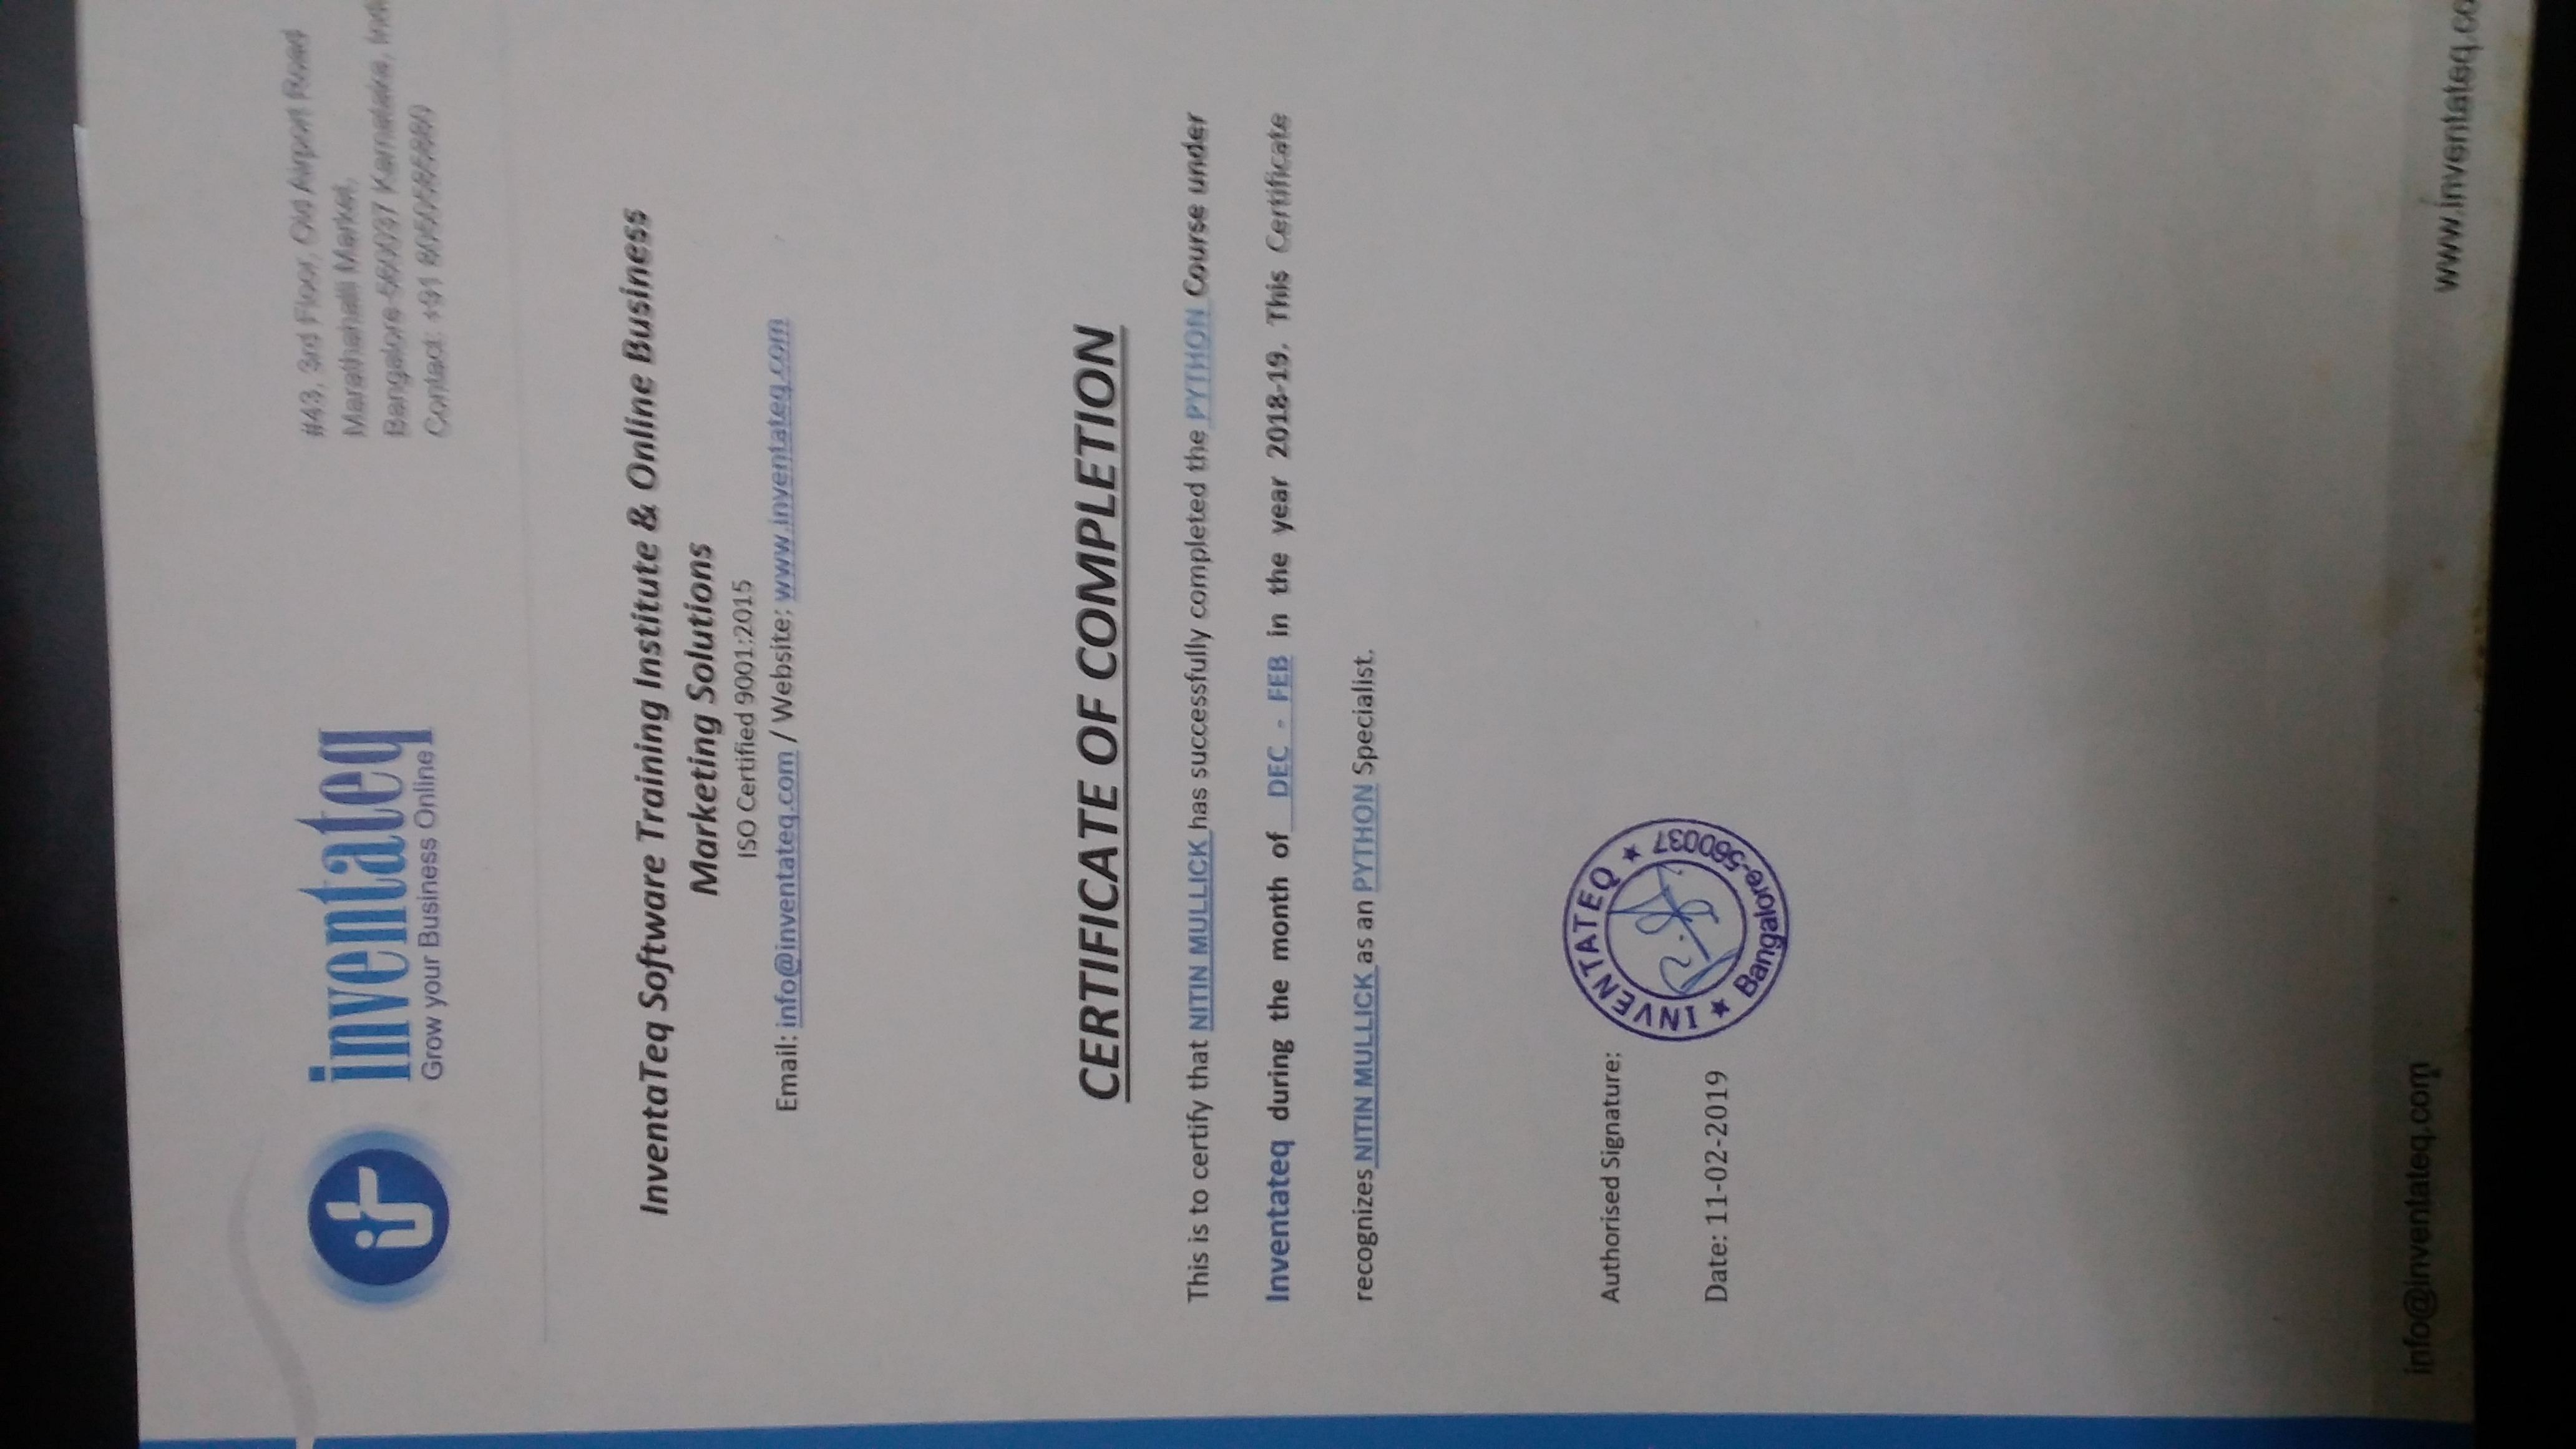 it
inventateq
Grow your Business Online
#43, 3rd Floor, Old Airport Road
Marathahalli Market,
Bangalore-560037 Karnataka,
Contact: +91
InventaTeq Software Training Institute & Online Business
Marketing Solutions
ISO Certified 9001:2015
Email: info@inventateq.com / Website: www.inventateq.com
CERTIFICATE OF COMPLETION
This is to certify that NITIN MULLICK has successfully completed the PYTHON Course under
Inventateq during the month of DEC - FEB in the year 2018-19. This Certificate
recognizes NITIN MULLICK as an PYTHON Specialist.
Authorised Signature:
★ INVENTATEQ ★
Bangalore-560037
Date: 11-02-2019
info@inventateq.com
www.inventateq.co